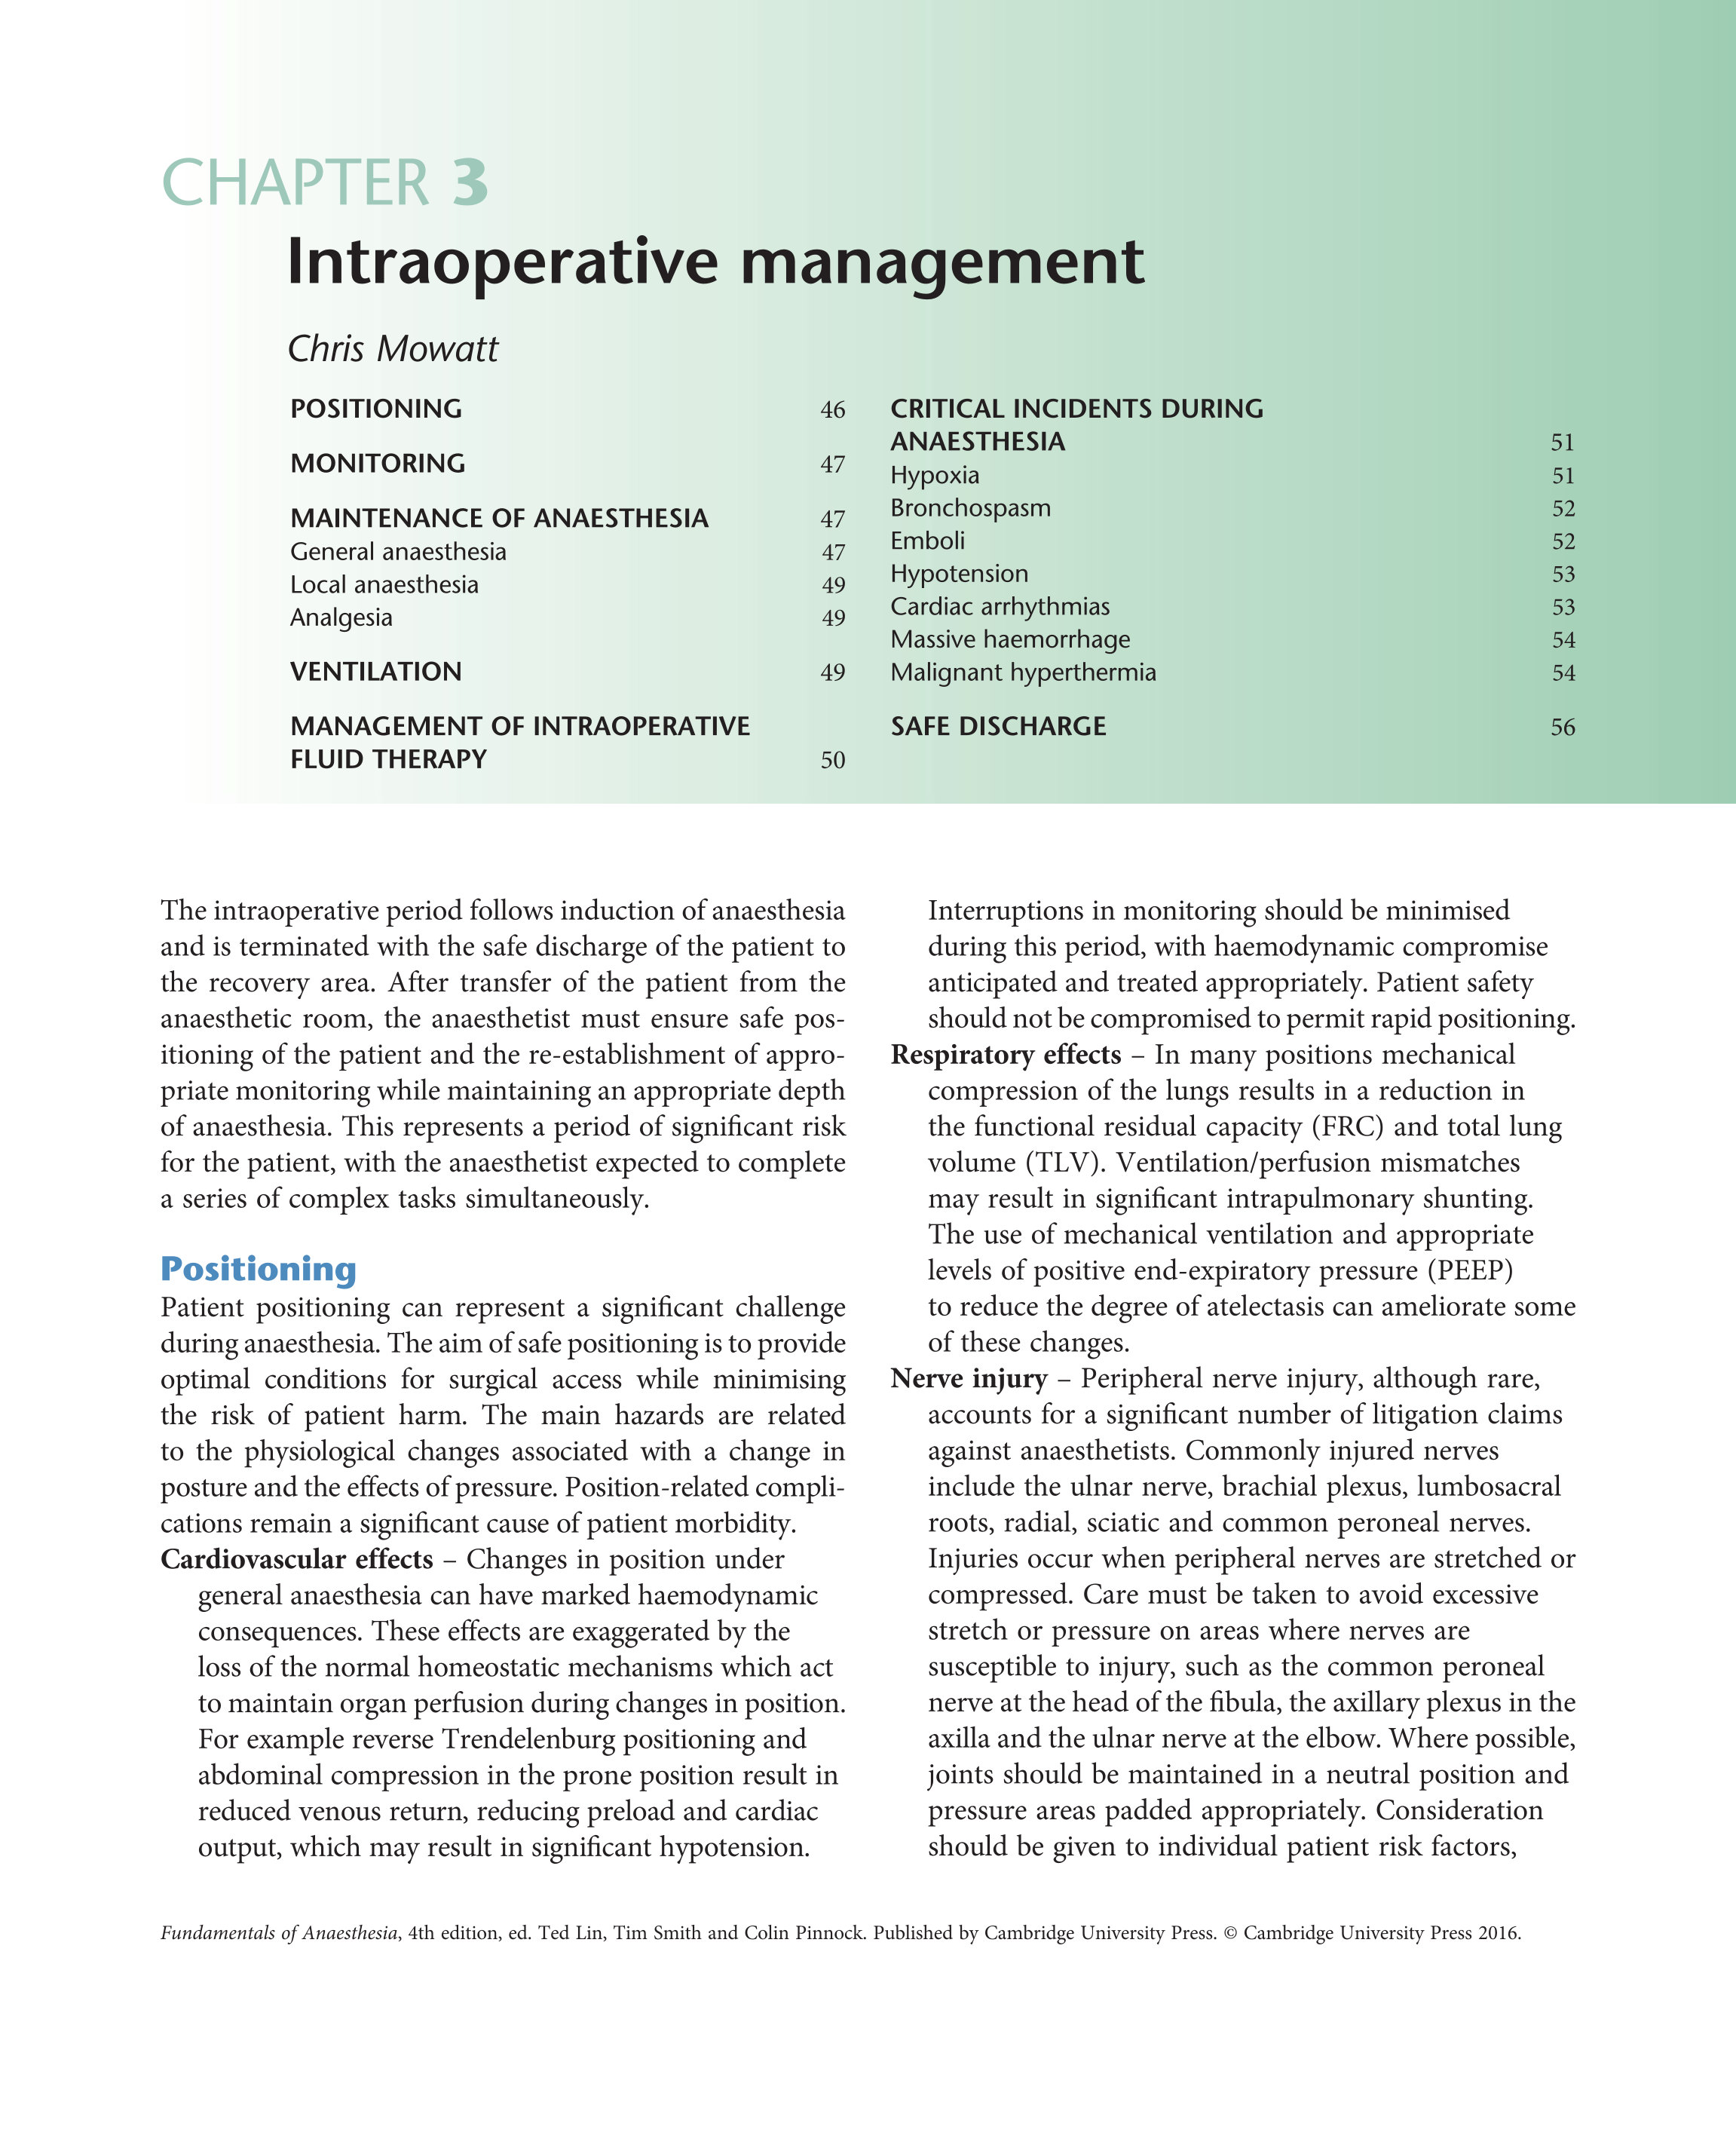 CHAPTER 3
Intraoperative management
Chris Mowatt
POSITIONING 46
MONITORING 47
MAINTENANCE OF ANAESTHESIA 47
General anaesthesia 47
Local anaesthesia 49
Analgesia 49
VENTILATION 49
MANAGEMENT OF INTRAOPERATIVE
FLUID THERAPY 50
CRITICAL INCIDENTS DURING
ANAESTHESIA 51
Hypoxia 51
Bronchospasm 52
Emboli 52
Hypotension 53
Cardiac arrhythmias 53
Massive haemorrhage 54
Malignant hyperthermia 54
SAFE DISCHARGE 56
The intraoperative period follows induction of anaesthesia
and is terminated with the safe discharge of the patient to
the recovery area. After transfer of the patient from the
anaesthetic room, the anaesthetist must ensure safe pos-
itioning of the patient and the re-establishment of appro-
priate monitoring while maintaining an appropriate depth
of anaesthesia. This represents a period of significant risk
for the patient, with the anaesthetist expected to complete
a series of complex tasks simultaneously.
Positioning
Patient positioning can represent a significant challenge
during anaesthesia. The aim of safe positioning is to provide
optimal conditions for surgical access while minimising
the risk of patient harm. The main hazards are related
to the physiological changes associated with a change in
posture and the effects of pressure. Position-related compli-
cations remain a significant cause of patient morbidity.
Cardiovascular effects – Changes in position under
general anaesthesia can have marked haemodynamic
consequences. These effects are exaggerated by the
loss of the normal homeostatic mechanisms which act
to maintain organ perfusion during changes in position.
For example reverse Trendelenburg positioning and
abdominal compression in the prone position result in
reduced venous return, reducing preload and cardiac
output, which may result in significant hypotension.
Interruptions in monitoring should be minimised
during this period, with haemodynamic compromise
anticipated and treated appropriately. Patient safety
should not be compromised to permit rapid positioning.
Respiratory effects – In many positions mechanical
compression of the lungs results in a reduction in
the functional residual capacity (FRC) and total lung
volume (TLV). Ventilation/perfusion mismatches
may result in significant intrapulmonary shunting.
The use of mechanical ventilation and appropriate
levels of positive end-expiratory pressure (PEEP)
to reduce the degree of atelectasis can ameliorate some
of these changes.
Nerve injury – Peripheral nerve injury, although rare,
accounts for a significant number of litigation claims
against anaesthetists. Commonly injured nerves
include the ulnar nerve, brachial plexus, lumbosacral
roots, radial, sciatic and common peroneal nerves.
Injuries occur when peripheral nerves are stretched or
compressed. Care must be taken to avoid excessive
stretch or pressure on areas where nerves are
susceptible to injury, such as the common peroneal
nerve at the head of the fibula, the axillary plexus in the
axilla and the ulnar nerve at the elbow. Where possible,
joints should be maintained in a neutral position and
pressure areas padded appropriately. Consideration
should be given to individual patient risk factors,
Fundamentals of Anaesthesia, 4th edition, ed. Ted Lin, Tim Smith and Colin Pinnock. Published by Cambridge University Press. © Cambridge University Press 2016.